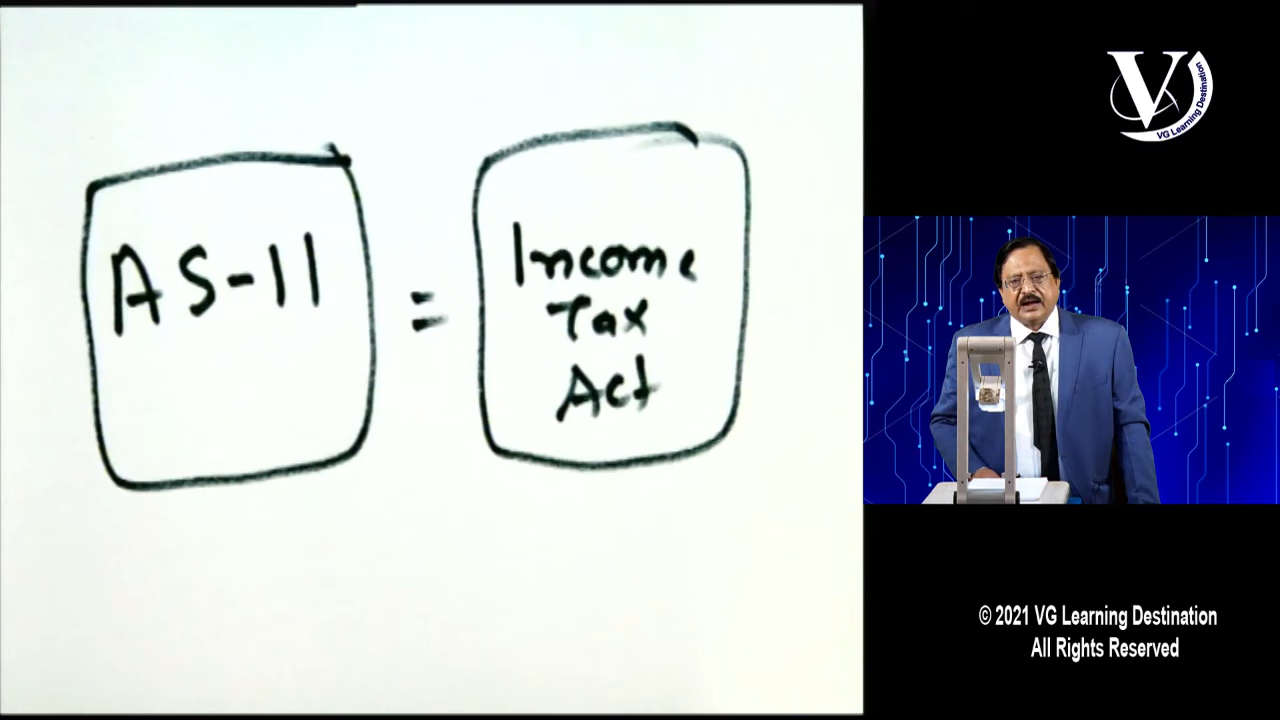 AS-11
=
Income
Tax
Act
V
VG Learning Destination
© 2021 VG Learning Destination
All Rights Reserved